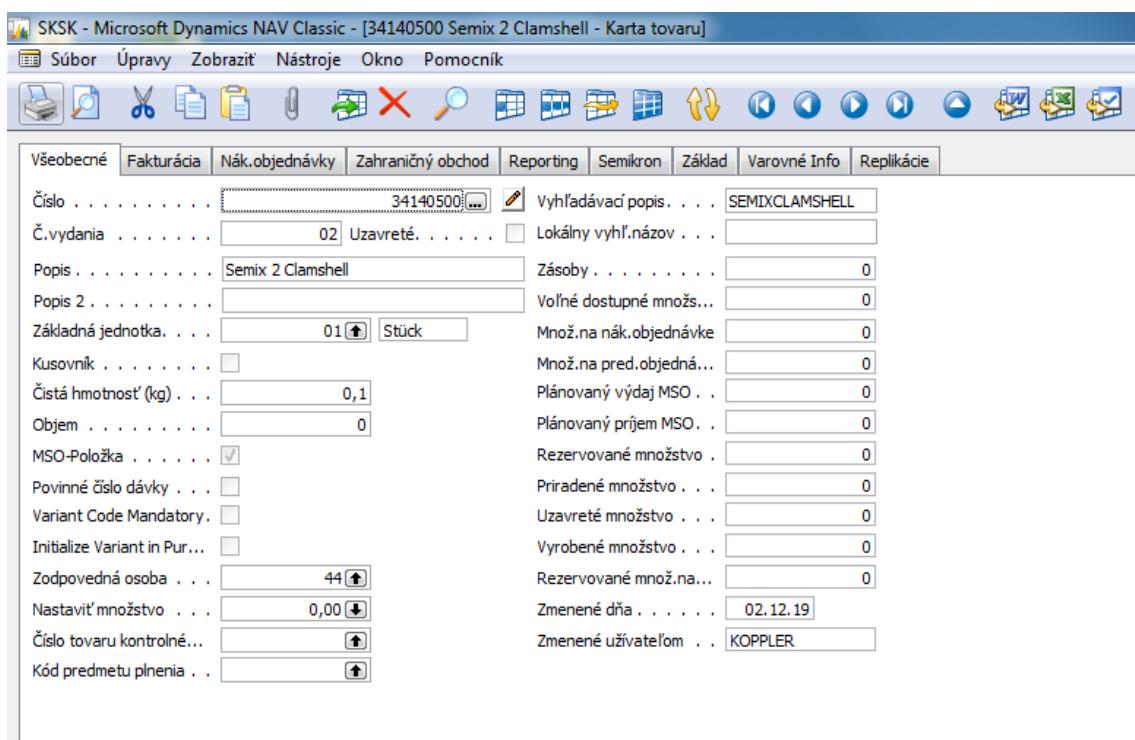 SKSK - Microsoft Dynamics NAV Classic - [34140500 Semix 2 Clamshell - Karta tovaru]
Súbor Úpravy Zobraziť Nástroje Okno Pomocník
Všeobecné Fakturácia Nák.objednávky Zahraničný obchod Reporting Semikron Základ Varovné Info Replikácie
Číslo . . . . . . . . . . 34140500 ... Vyhľadávací popis. . . . SEMIXCLAMSHELL
Č.vydania . . . . . . . 02 Uzavreté. . . . . . Lokálny vyhľ.názov . . .
Popis . . . . . . . . . . Semix 2 Clamshell Zásoby . . . . . . . . . 0
Popis 2 . . . . . . . . . Voľné dostupné množs... 0
Základná jednotka. . . . 01 Stück Množ.na nák.objednávke 0
Kusovník . . . . . . . . Množ.na pred.objedná... 0
Čistá hmotnosť (kg) . . . 0,1 Plánovaný výdaj MSO . . 0
Objem . . . . . . . . . 0 Plánovaný príjem MSO. . 0
MSO-Položka . . . . . . Rezervované množstvo . 0
Povinné číslo dávky . . . Priradené množstvo . . . 0
Variant Code Mandatory. Uzavreté množstvo . . . 0
Initialize Variant in Pur... Vyrobené množstvo . . . 0
Zodpovedná osoba . . . 44 Rezervované množ.na... 0
Nastaviť množstvo . . . 0,00 Zmenené dňa . . . . . . 02.12.19
Číslo tovaru kontrolné... Zmenené užívateľom . . KOPPLER
Kód predmetu plnenia . .